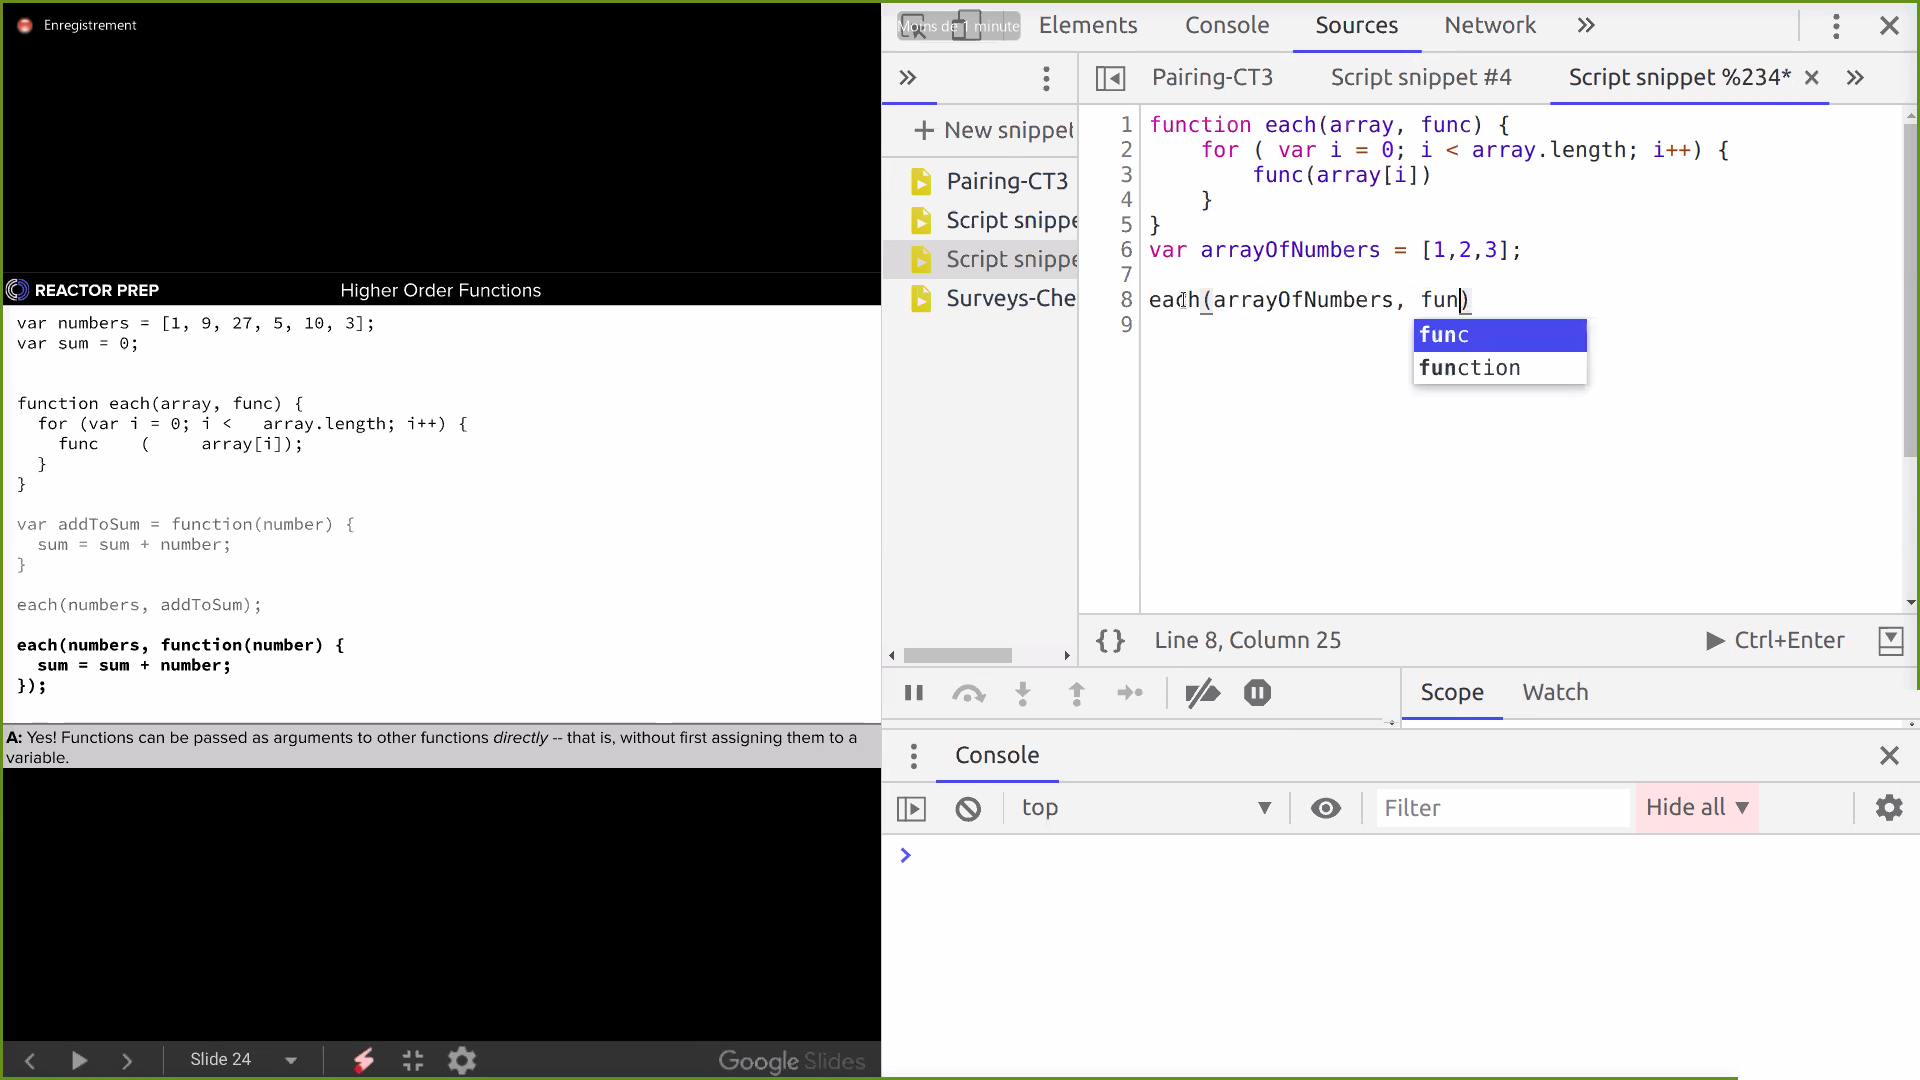 Enregistrement
REACTOR PREP
Higher Order Functions
var numbers = [1, 9, 27, 5, 10, 3];
var sum = 0;
function each(array, func) {
for (var i = 0; i < array.length; i++) {
func ( array[i]);
}
}
var addToSum = function(number) {
sum = sum + number;
}
each(numbers, addToSum);
each(numbers, function(number) {
sum = sum + number;
});
A: Yes! Functions can be passed as arguments to other functions directly -- that is, without first assigning them to a
variable.
Slide 24
Google Slides
Moins de 1 minute
Elements Console Sources Network »
» Pairing-CT3 Script snippet #4 Script snippet %234* × »
+ New snippet
Pairing-CT3
Script snippe
Script snippe
Surveys-Che
1 function each(array, func) {
2 for ( var i = 0; i < array.length; i++) {
3 func(array[i])
4 }
5 }
6 var arrayOfNumbers = [1,2,3];
7
8 each(arrayOfNumbers, fun)
9
func
function
{} Line 8, Column 25 Ctrl+Enter
Scope Watch
Console
top Filter Hide all
>